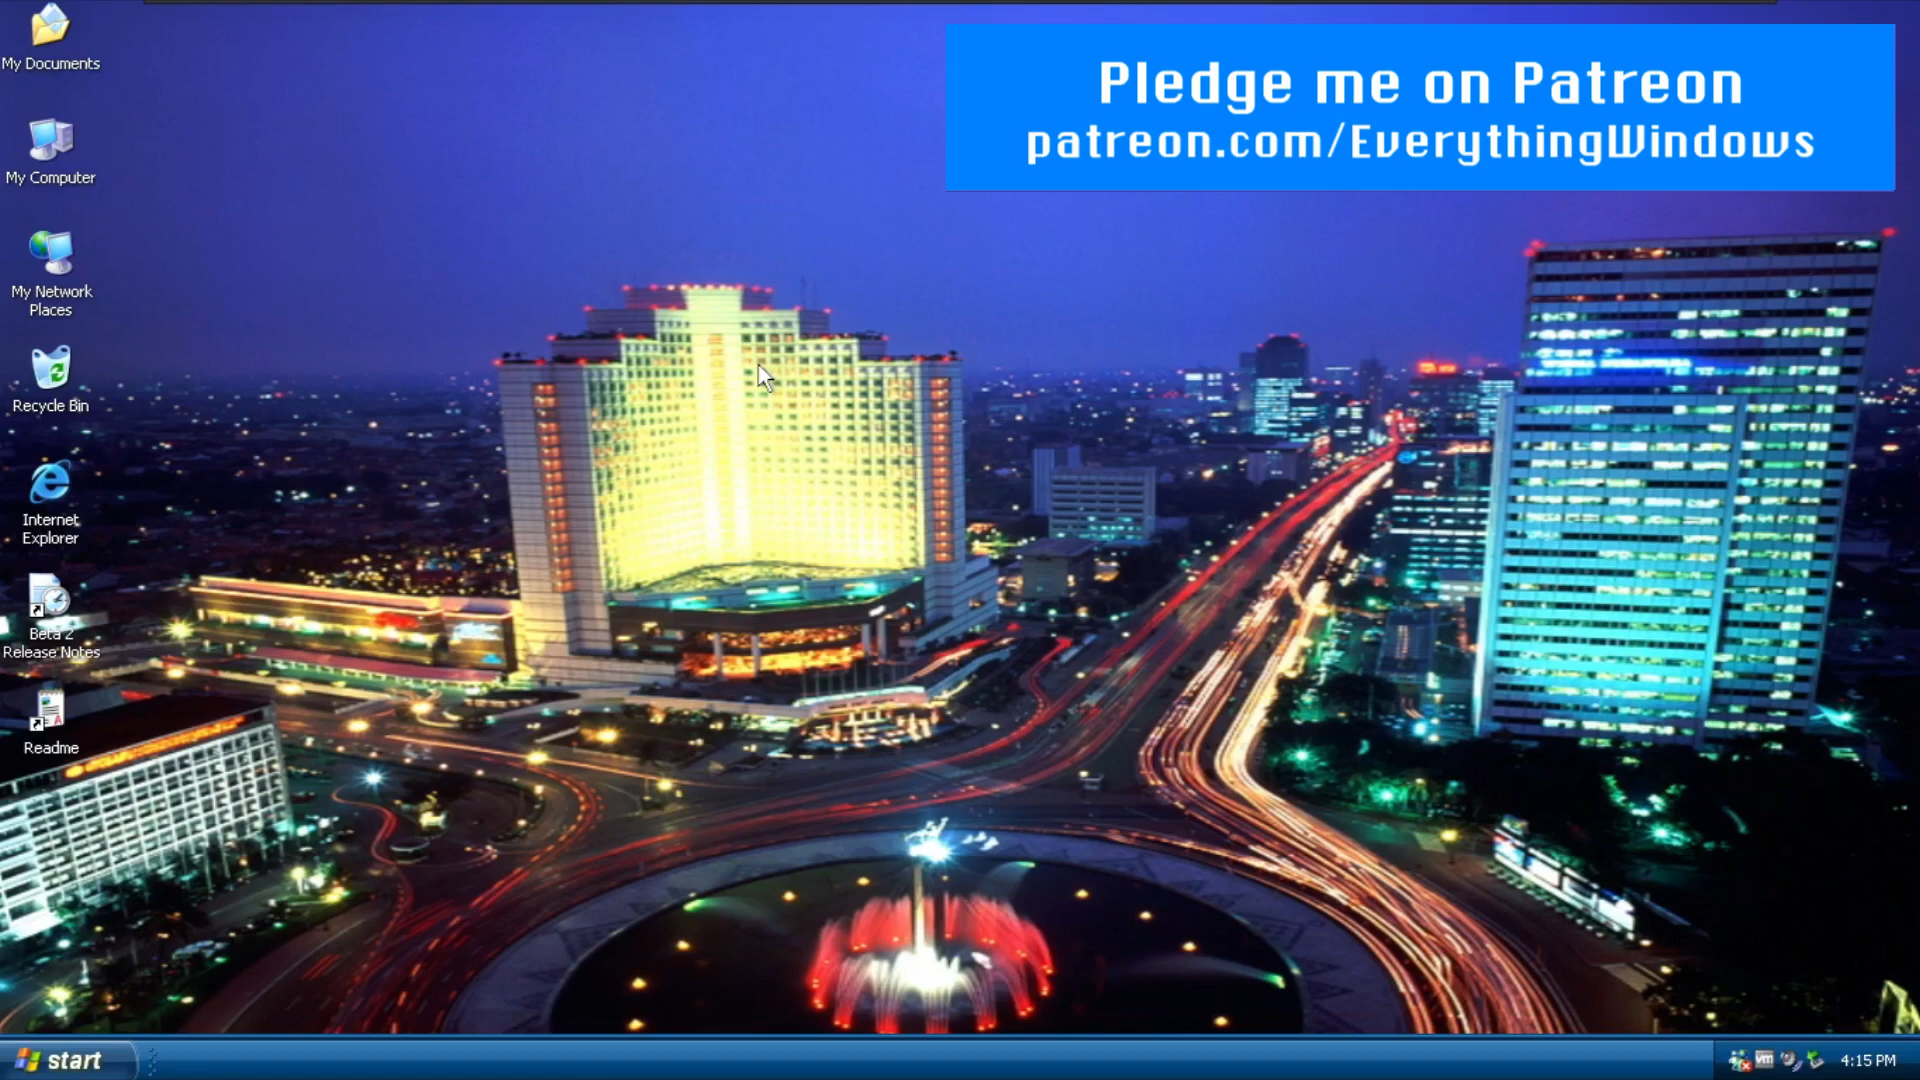 Pledge me on Patreon
patreon.com/EverythingWindows
My Documents
My Computer
My Network
Places
Recycle Bin
Internet
Explorer
Beta 2
Release Notes
Readme
start
vm
4:15 PM